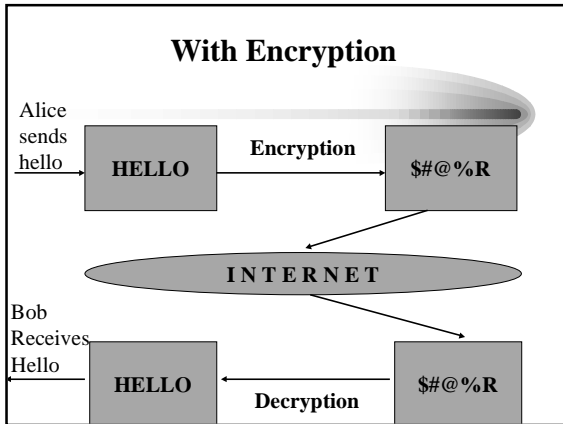 With Encryption
Alice
sends
hello
HELLO
Encryption
$#@%R
I N T E R N E T
Bob
Receives
Hello
HELLO
Decryption
$#@%R